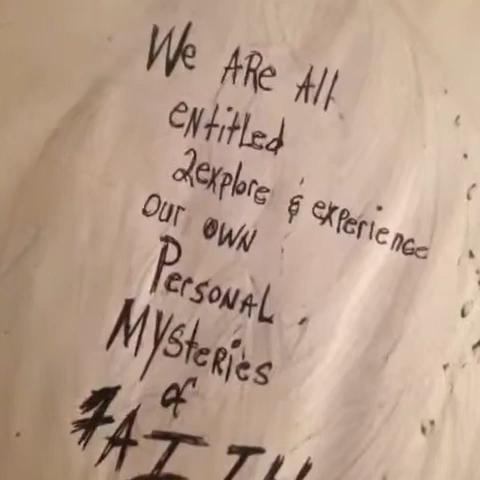 We ARe All
eNtitled
2explore & experience
our owN
PersoNAL
MYSteRies
of
FAITH